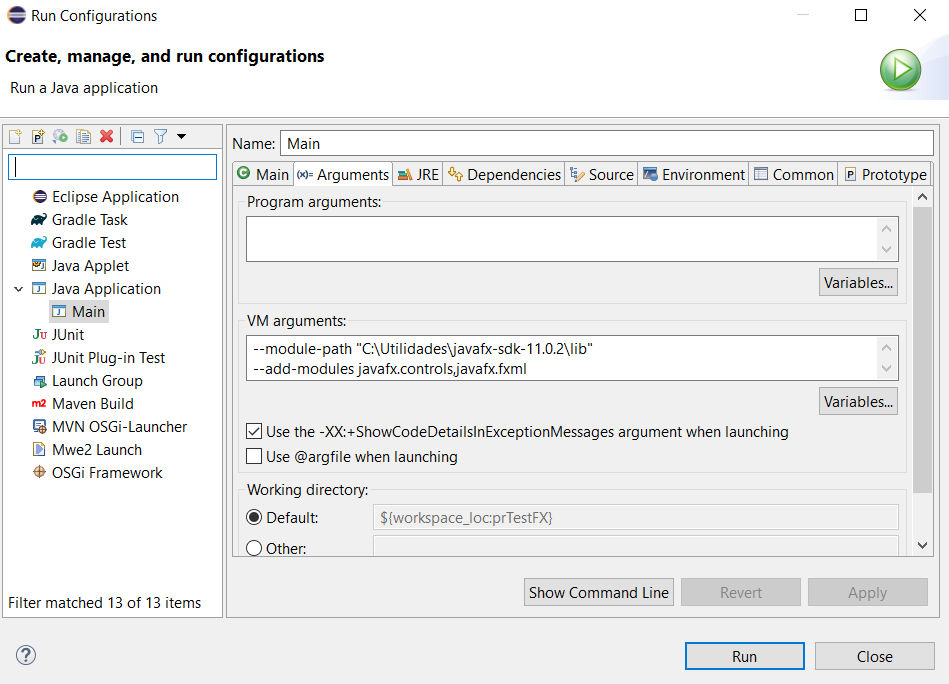 Run Configurations
Create, manage, and run configurations
Run a Java application
Name: Main
Main (x)= Arguments JRE Dependencies Source Environment Common P Prototype
Eclipse Application
Gradle Task
Gradle Test
Java Applet
Java Application
Main
Ju JUnit
JUnit Plug-in Test
Launch Group
m2 Maven Build
MVN OSGi-Launcher
Mwe2 Launch
OSGi Framework
Filter matched 13 of 13 items
Program arguments:
Variables...
VM arguments:
--module-path "C:\Utilidades\javafx-sdk-11.0.2\lib"
--add-modules javafx.controls,javafx.fxml
Variables...
Use the -XX:+ShowCodeDetailsInExceptionMessages argument when launching
Use @argfile when launching
Working directory:
Default: ${workspace_loc:prTestFX}
Other:
Show Command Line Revert Apply
? Run Close